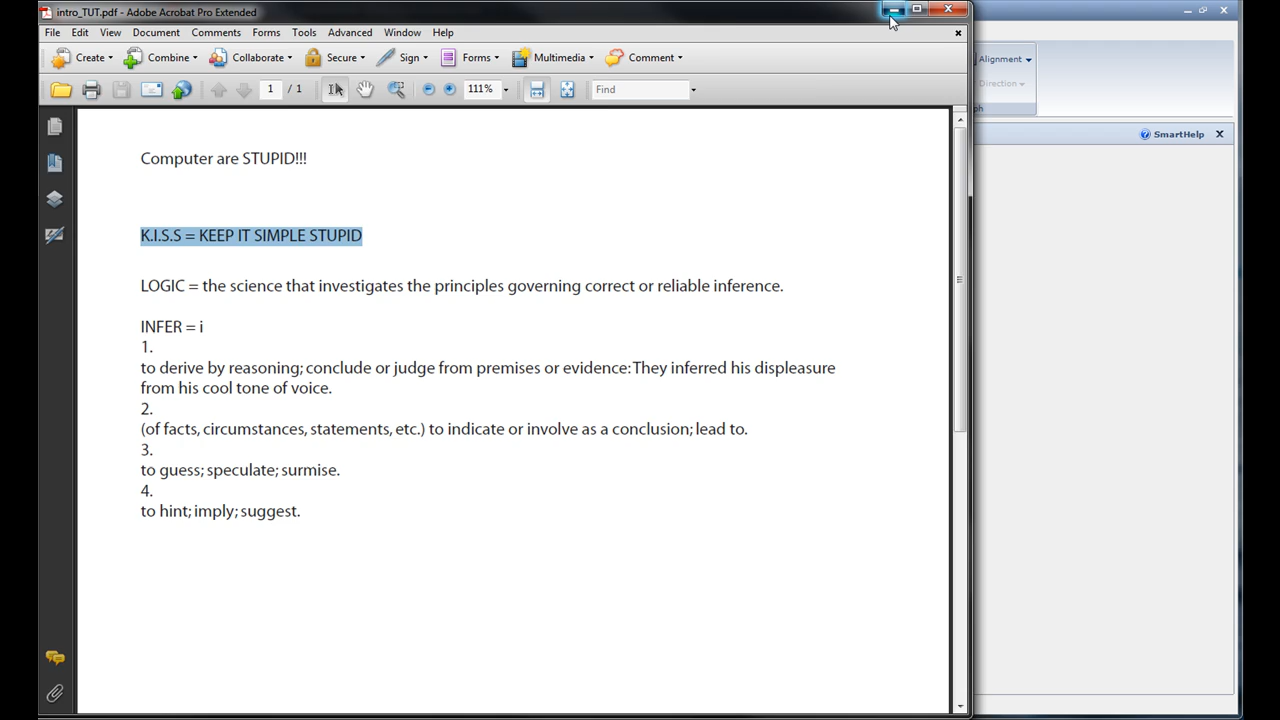 intro_TUT.pdf - Adobe Acrobat Pro Extended
File Edit View Document Comments Forms Tools Advanced Window Help
Create Combine Collaborate Secure Sign Forms Multimedia Comment
Alignment
Direction
1 / 1 111% Find
ph
SmartHelp
Computer are STUPID!!!
K.I.S.S = KEEP IT SIMPLE STUPID
LOGIC = the science that investigates the principles governing correct or reliable inference.
INFER = i
1.
to derive by reasoning; conclude or judge from premises or evidence: They inferred his displeasure
from his cool tone of voice.
2.
(of facts, circumstances, statements, etc.) to indicate or involve as a conclusion; lead to.
3.
to guess; speculate; surmise.
4.
to hint; imply; suggest.